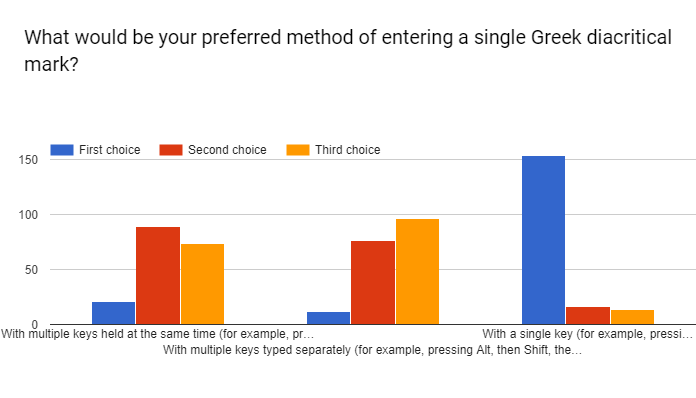 What would be your preferred method of entering a single Greek diacritical
mark?
First choice Second choice Third choice
150
100
50
0
With multiple keys held at the same time (for example, pr...
With a single key (for example, pressi...
With multiple keys typed separately (for example, pressing Alt, then Shift, the...